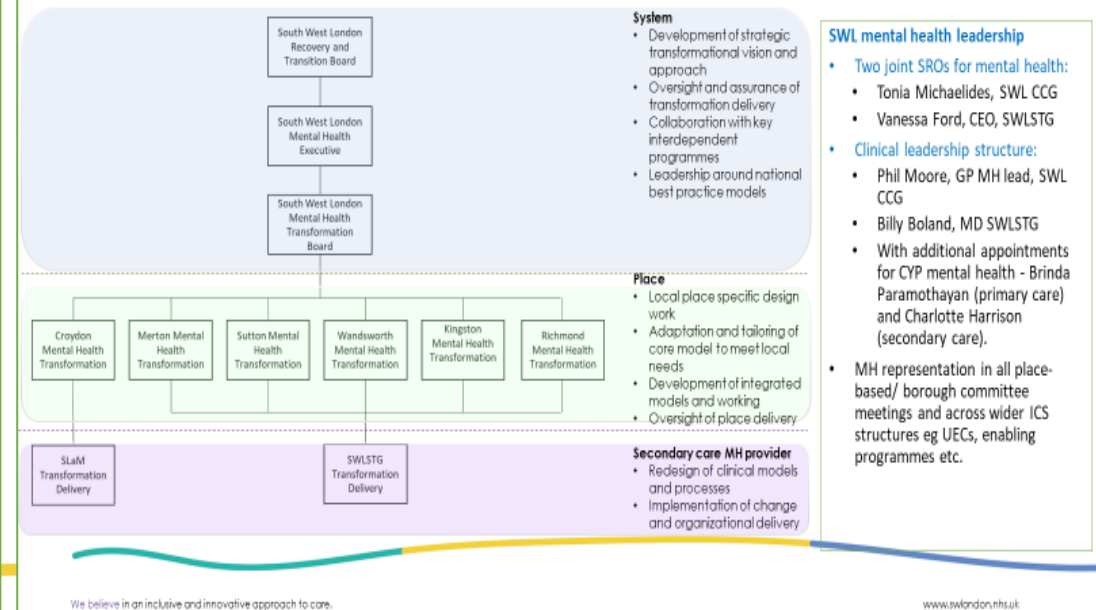 South West London
Recovery and
Transition Board
South West London
Mental Health
Executive
South West London
Mental Health
Transformation
Board
System
• Development of strategic
transformational vision and
approach
• Oversight and assurance of
transformation delivery
• Collaboration with key
interdependent
programmes
• Leadership around national
best practice models
Croydon
Mental Health
Transformation
Merton Mental
Health
Transformation
Sutton Mental
Health
Transformation
Wandsworth
Mental Health
Transformation
Kingston
Mental Health
Transformation
Richmond
Mental Health
Transformation
Place
• Local place specific design
work
• Adaptation and tailoring of
core model to meet local
needs
• Development of integrated
models and working
• Oversight of place delivery
SLaM
Transformation
Delivery
SWLSTG
Transformation
Delivery
Secondary care MH provider
• Redesign of clinical models
and processes
• Implementation of change
and organizational delivery
SWL mental health leadership
• Two joint SROs for mental health:
• Tonia Michaelides, SWL CCG
• Vanessa Ford, CEO, SWLSTG
• Clinical leadership structure:
• Phil Moore, GP MH lead, SWL
CCG
• Billy Boland, MD SWLSTG
• With additional appointments
for CYP mental health - Brinda
Paramothayan (primary care)
and Charlotte Harrison
(secondary care).
• MH representation in all place-
based/ borough committee
meetings and across wider ICS
structures eg UECs, enabling
programmes etc.
We believe in an inclusive and innovative approach to care.
www.swlondon.nhs.uk